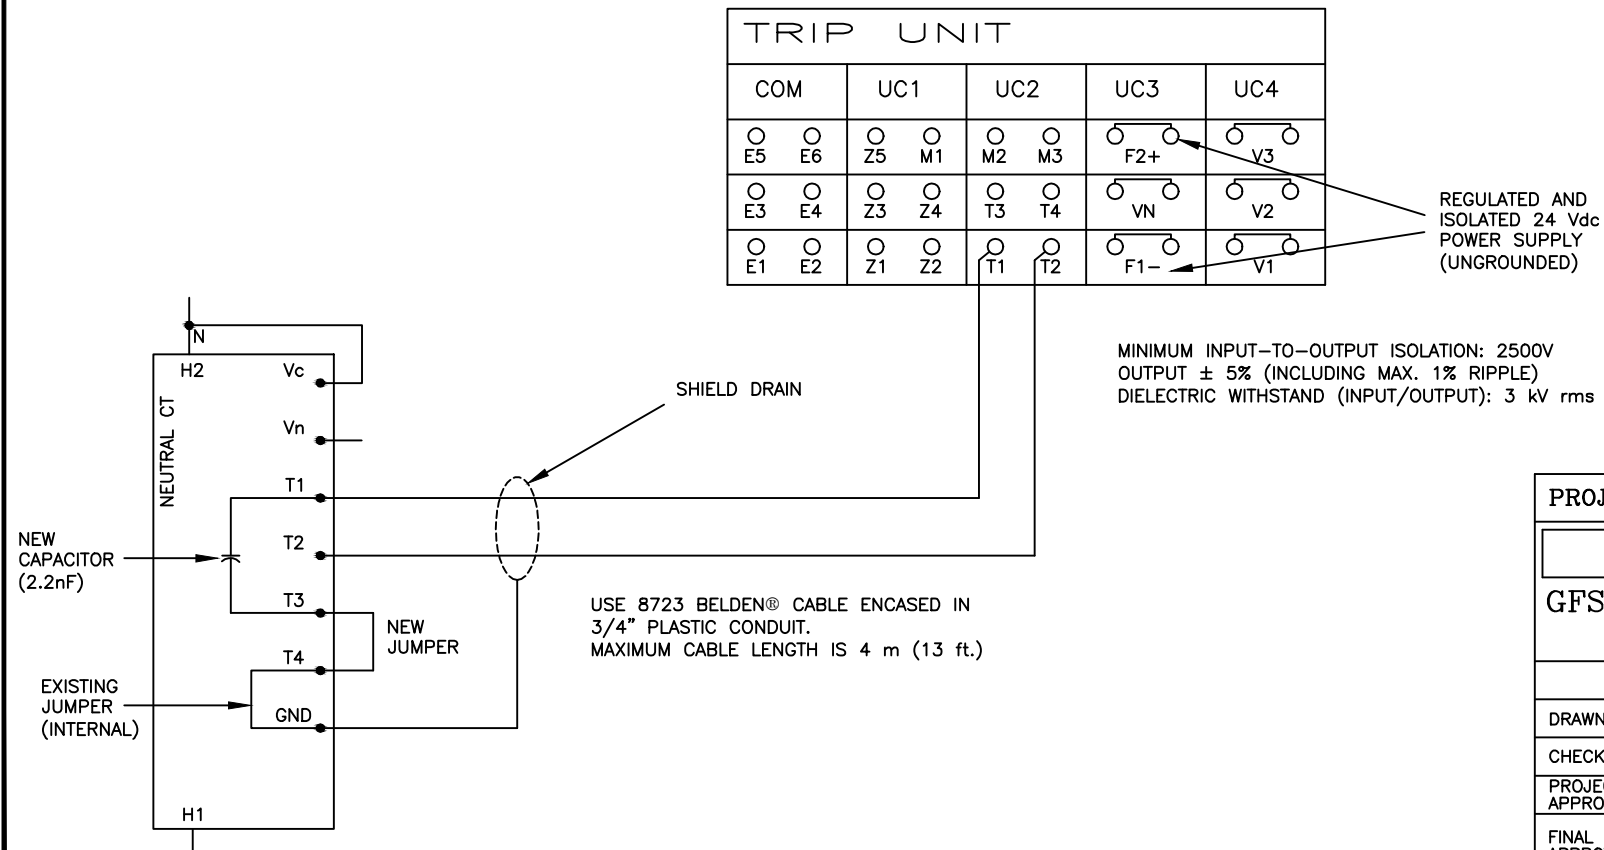 TRIP UNIT
COM UC1 UC2 UC3 UC4
E5 E6 Z5 M1 M2 M3 F2+ V3
E3 E4 Z3 Z4 T3 T4 VN V2
E1 E2 Z1 Z2 T1 T2 F1- V1
REGULATED AND
ISOLATED 24 Vdc
POWER SUPPLY
(UNGROUNDED)
MINIMUM INPUT-TO-OUTPUT ISOLATION: 2500V
OUTPUT ± 5% (INCLUDING MAX. 1% RIPPLE)
DIELECTRIC WITHSTAND (INPUT/OUTPUT): 3 kV rms
N
H2
Vc
NEUTRAL CT
Vn
T1
T2
T3
T4
GND
H1
SHIELD DRAIN
NEW
CAPACITOR
(2.2nF)
NEW
JUMPER
EXISTING
JUMPER
(INTERNAL)
USE 8723 BELDEN® CABLE ENCASED IN
3/4" PLASTIC CONDUIT.
MAXIMUM CABLE LENGTH IS 4 m (13 ft.)
GFS
DRAWN
CHECK
APPRO
FINAL